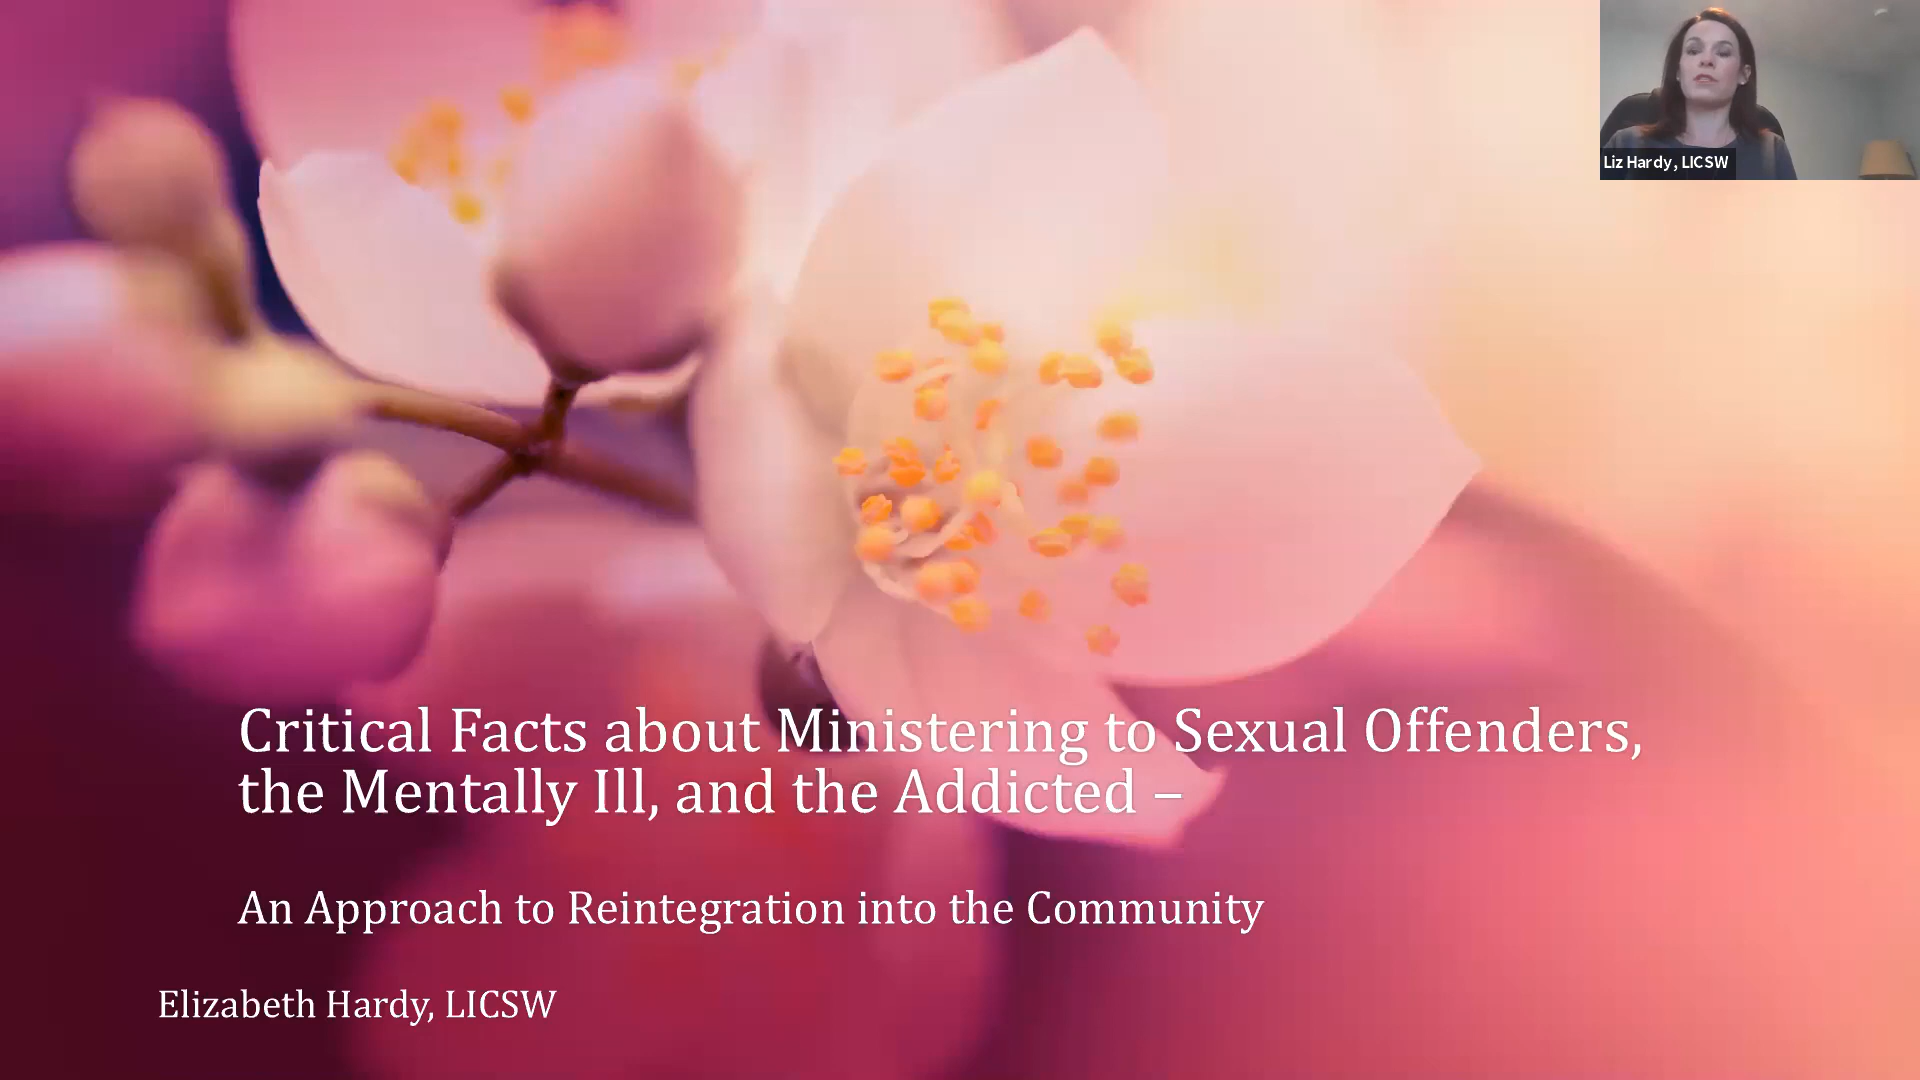 Liz Hardy, LICSW
Critical Facts about Ministering to Sexual Offenders,
the Mentally Ill, and the Addicted –
An Approach to Reintegration into the Community
Elizabeth Hardy, LICSW